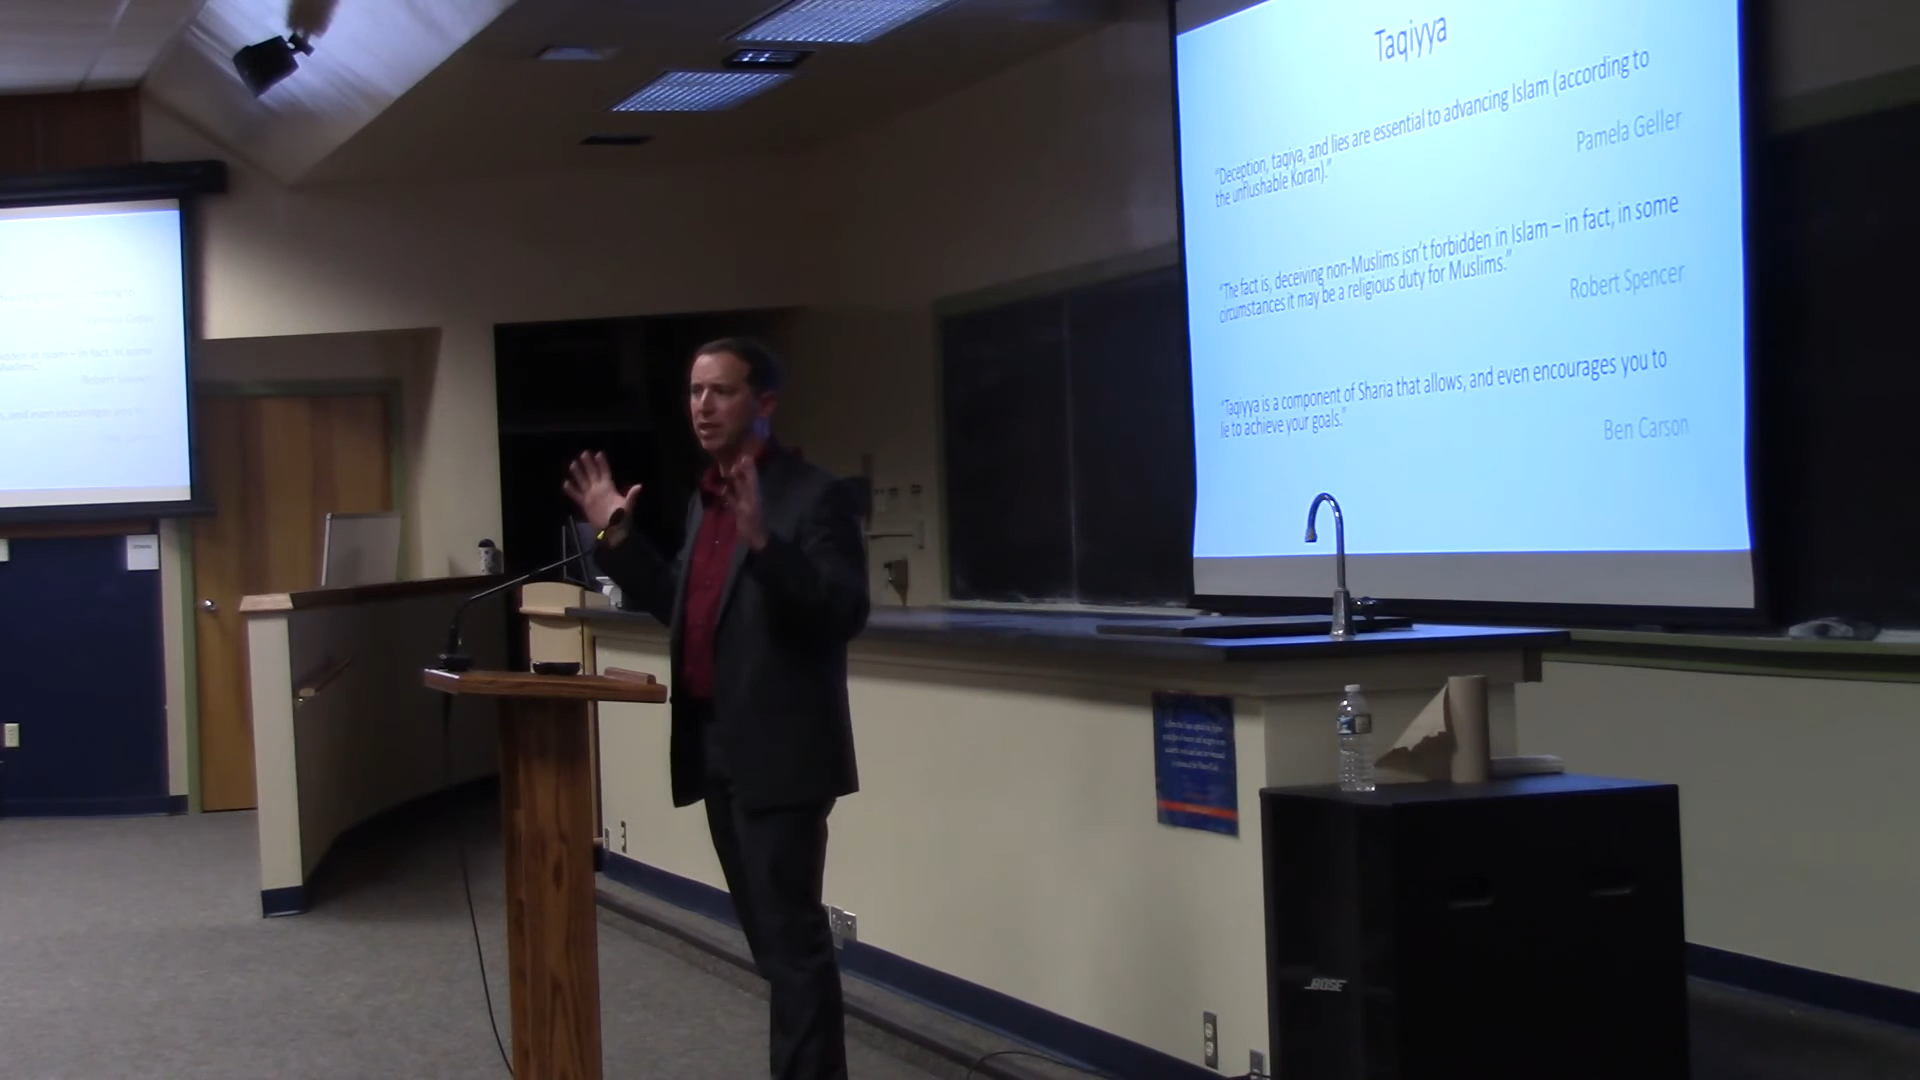 Taqiyya
"Deception, taqiya, and lies are essential to advancing Islam (according to
the unflushable Koran)."
Pamela Geller
"The fact is, deceiving non-Muslims isn't forbidden in Islam – in fact, in some
circumstances it may be a religious duty for Muslims."
Robert Spencer
"Taqiyya is a component of Sharia that allows, and even encourages you to
lie to achieve your goals."
Ben Carson
BOSE